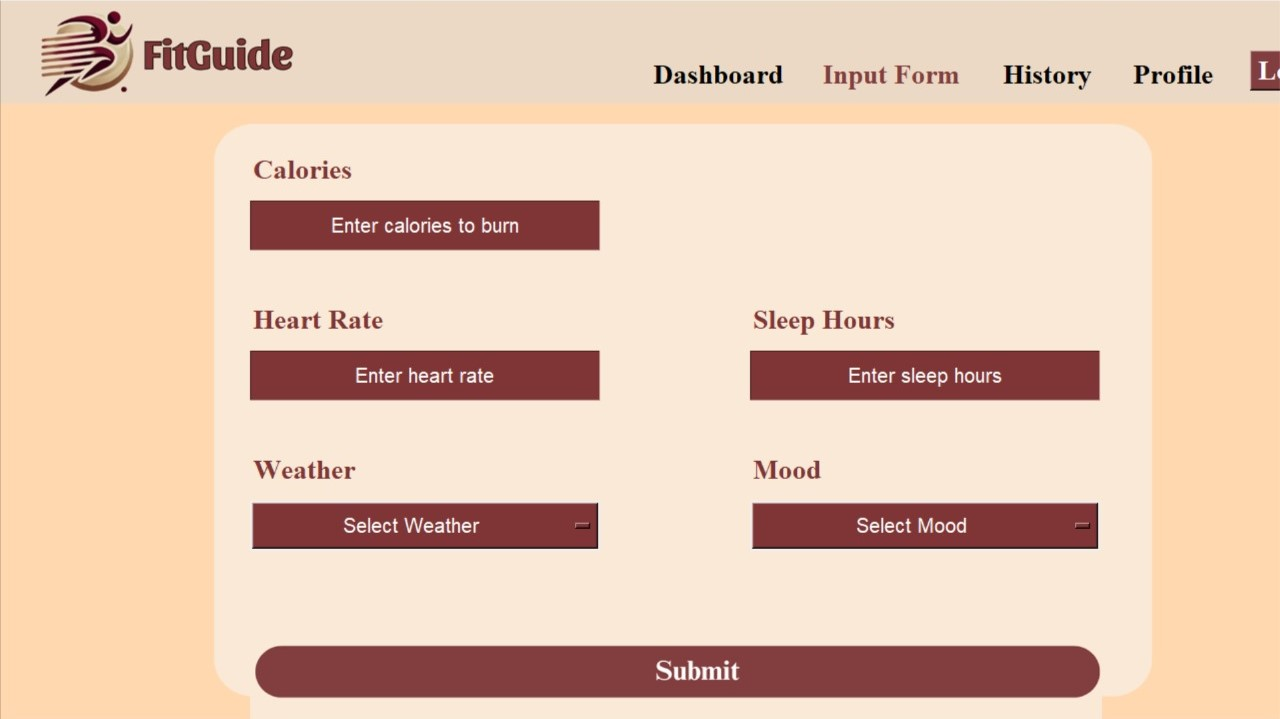 FitGuide
Dashboard Input Form History Profile
Calories
Enter calories to burn
Heart Rate Sleep Hours
Enter heart rate Enter sleep hours
Weather Mood
Select Weather Select Mood
Submit